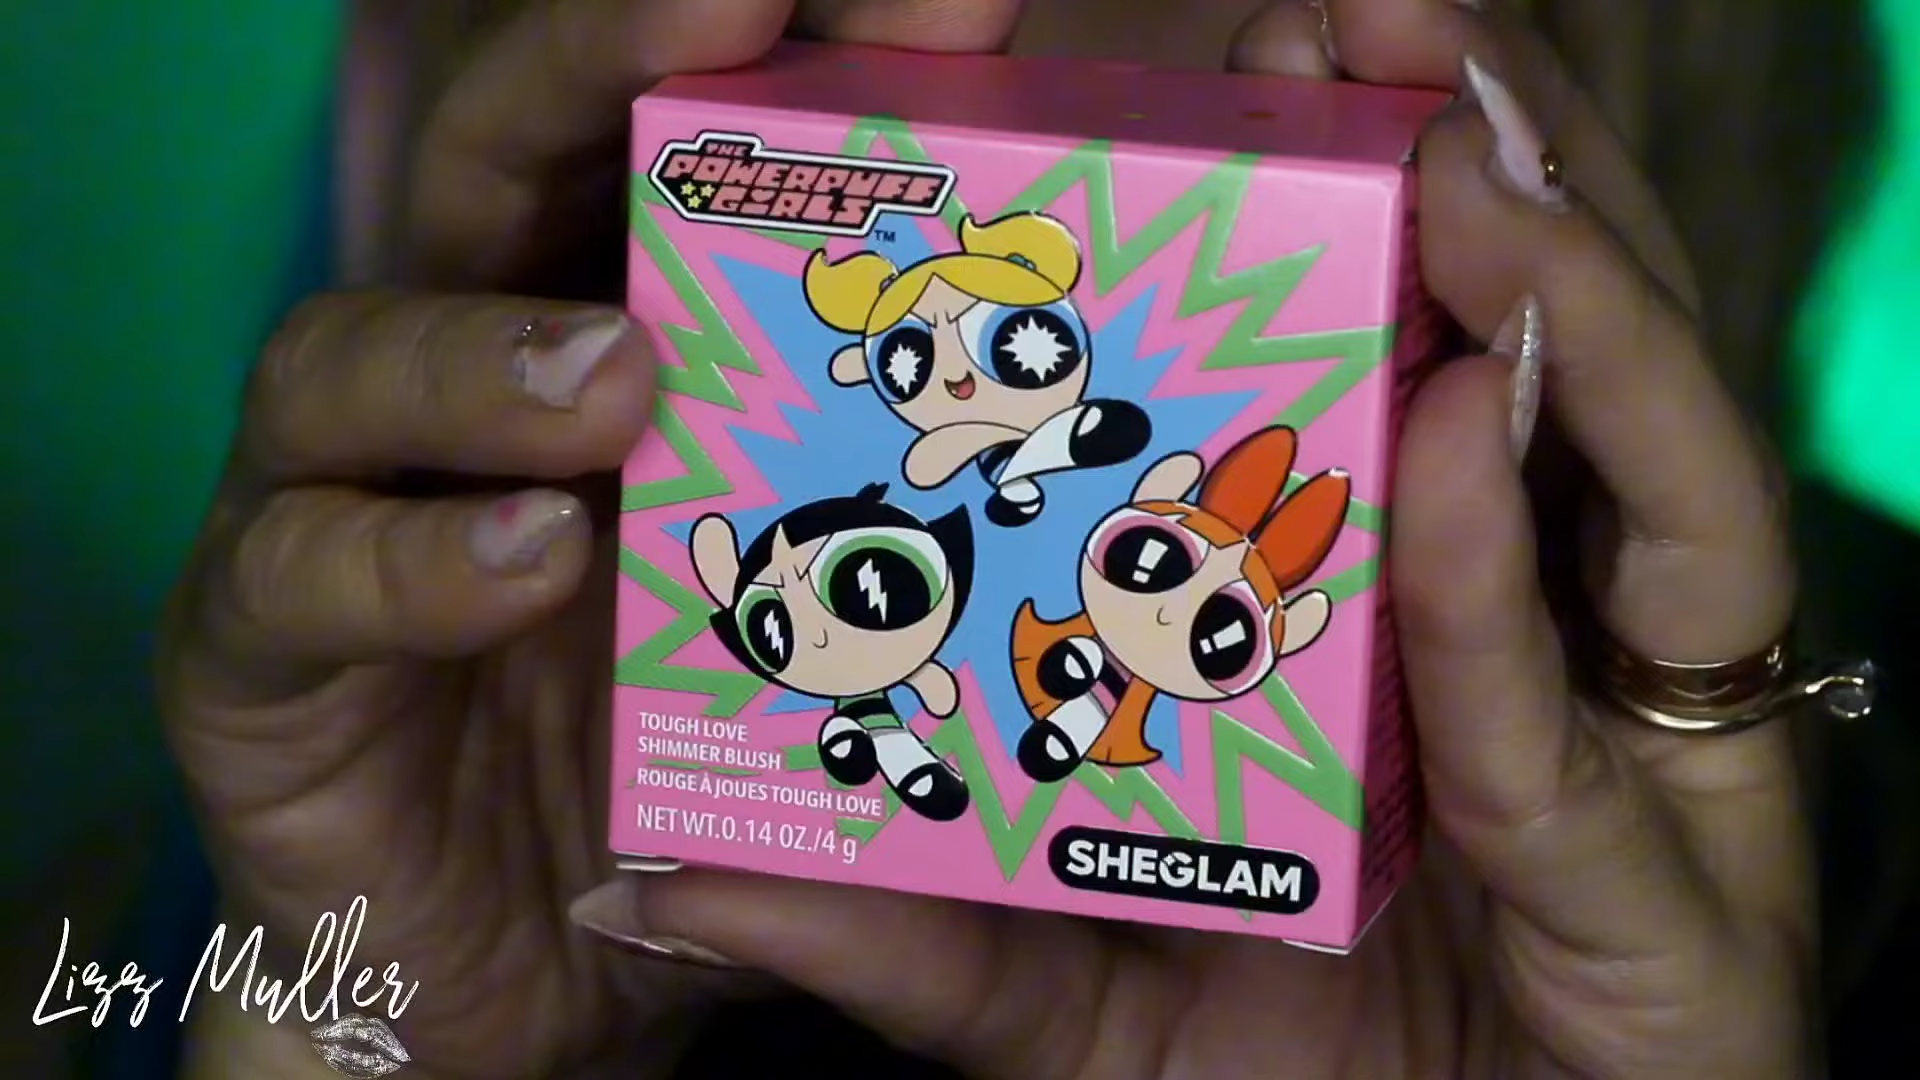 THE
POWERPUFF
GIRLS
TM
TOUGH LOVE
SHIMMER BLUSH
ROUGE À JOUES TOUGH LOVE
NET WT.0.14 OZ./4 g
SHEGLAM
Lizz Muller